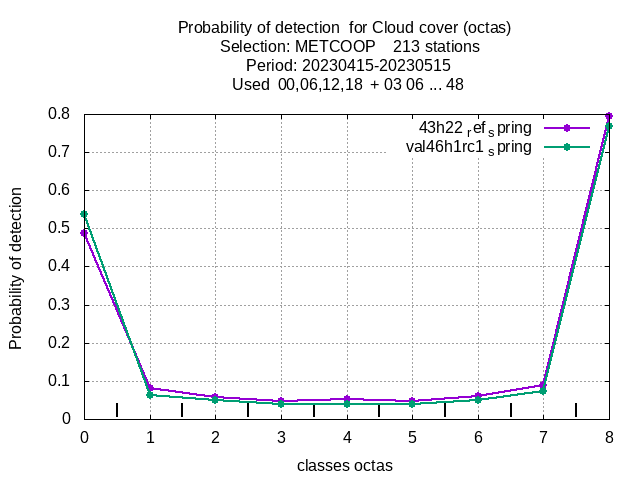 Probability of detection  for Cloud cover (octas)
Selection: METCOOP    213 stations
Period: 20230415-20230515
Used  00,06,12,18  + 03 06 ... 48
43h22 ref spring
val46h1rc1 spring
Probability of detection
0.8
0.7
0.6
0.5
0.4
0.3
0.2
0.1
0
0 1 2 3 4 5 6 7 8
classes octas